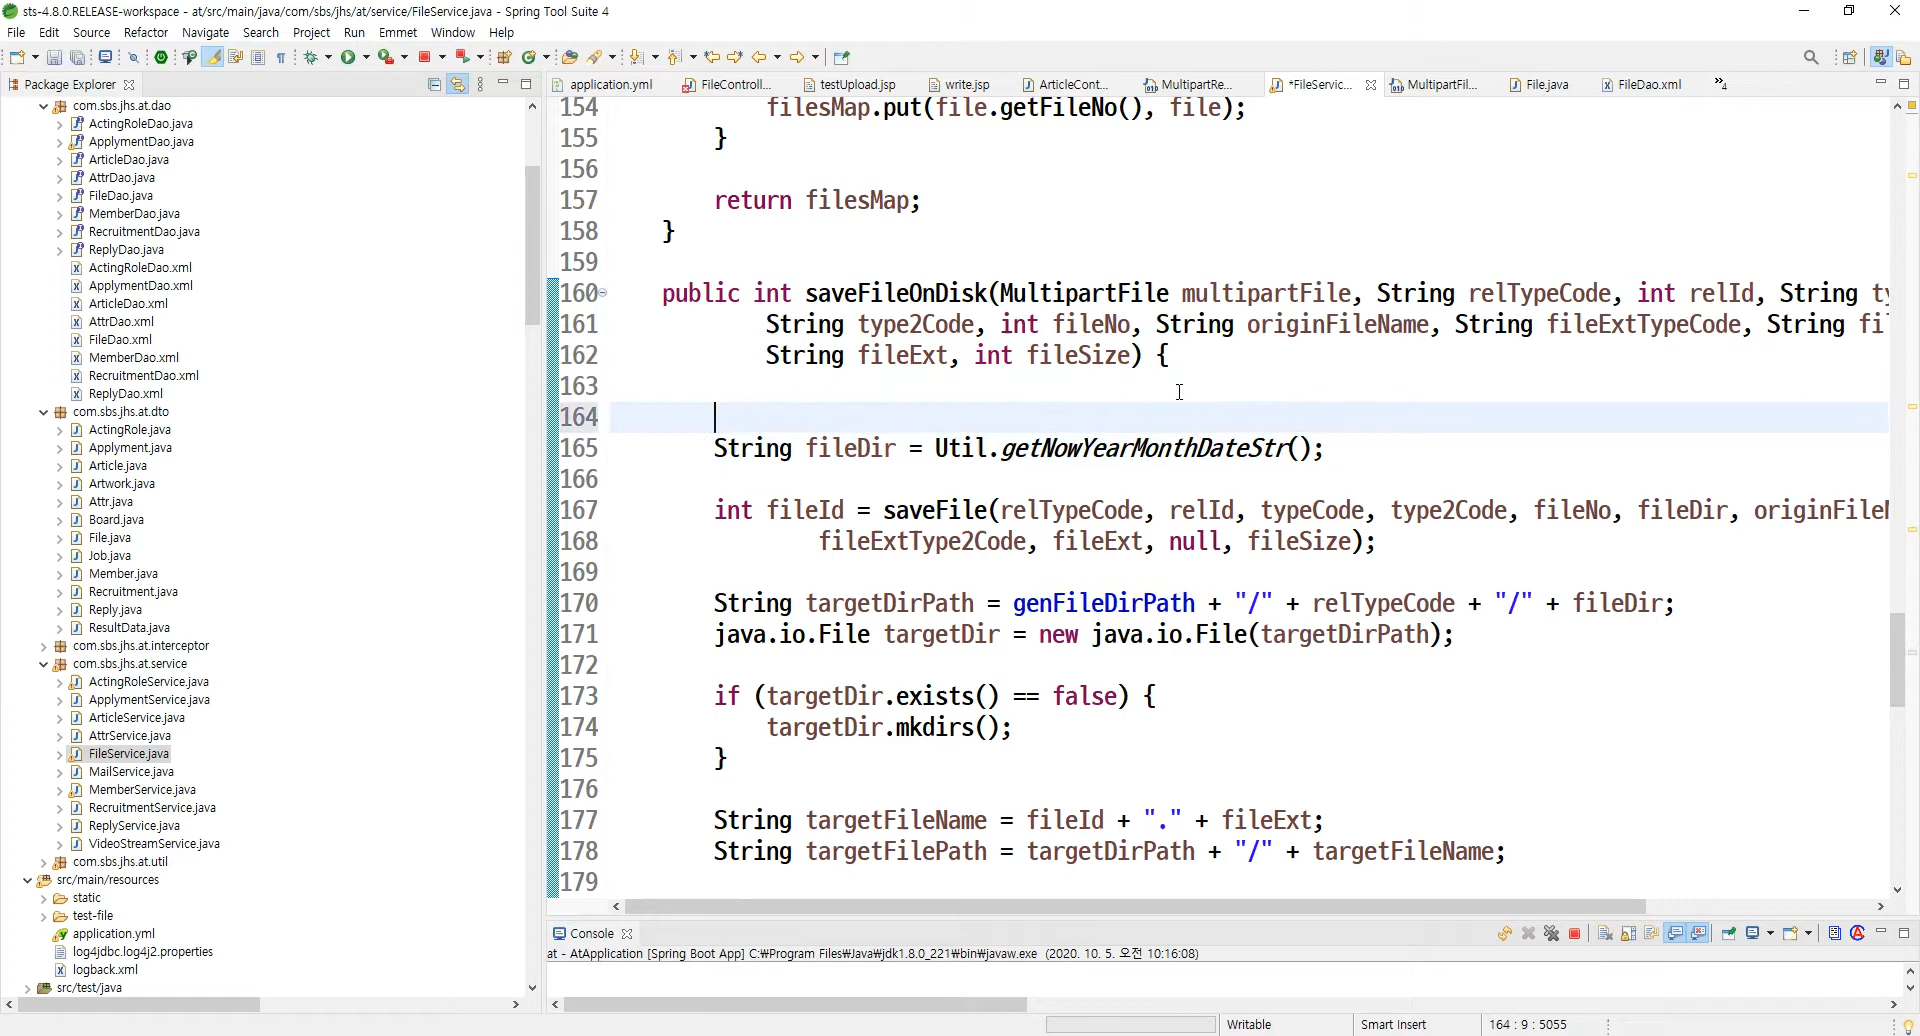 sts-4.8.0.RELEASE-workspace - at/src/main/java/com/sbs/jhs/at/service/FileService.java - Spring Tool Suite 4
File Edit Source Refactor Navigate Search Project Run Emmet Window Help
Package Explorer
com.sbs.jhs.at.dao
ActingRoleDao.java
ApplymentDao.java
ArticleDao.java
AttrDao.java
FileDao.java
MemberDao.java
RecruitmentDao.java
ReplyDao.java
ActingRoleDao.xml
ApplymentDao.xml
ArticleDao.xml
AttrDao.xml
FileDao.xml
MemberDao.xml
RecruitmentDao.xml
ReplyDao.xml
com.sbs.jhs.at.dto
ActingRole.java
Applyment.java
Article.java
Artwork.java
Attr.java
Board.java
File.java
Job.java
Member.java
Recruitment.java
Reply.java
ResultData.java
com.sbs.jhs.at.interceptor
com.sbs.jhs.at.service
ActingRoleService.java
ApplymentService.java
ArticleService.java
AttrService.java
FileService.java
MailService.java
MemberService.java
RecruitmentService.java
ReplyService.java
VideoStreamService.java
com.sbs.jhs.at.util
src/main/resources
static
test-file
application.yml
log4jdbc.log4j2.properties
logback.xml
src/test/java
application.yml FileControll... testUpload.jsp write.jsp ArticleCont... MultipartRe... *FileServic... MultipartFil... File.java FileDao.xml »4
154 filesMap.put(file.getFileNo(), file);
155 }
156
157 return filesMap;
158 }
159
160 public int saveFileOnDisk(MultipartFile multipartFile, String relTypeCode, int relId, String ty
161 String type2Code, int fileNo, String originFileName, String fileExtTypeCode, String fil
162 String fileExt, int fileSize) {
163
164
165 String fileDir = Util.getNowYearMonthDateStr();
166
167 int fileId = saveFile(relTypeCode, relId, typeCode, type2Code, fileNo, fileDir, originFileN
168 fileExtType2Code, fileExt, null, fileSize);
169
170 String targetDirPath = genFileDirPath + "/" + relTypeCode + "/" + fileDir;
171 java.io.File targetDir = new java.io.File(targetDirPath);
172
173 if (targetDir.exists() == false) {
174 targetDir.mkdirs();
175 }
176
177 String targetFileName = fileId + "." + fileExt;
178 String targetFilePath = targetDirPath + "/" + targetFileName;
179
Console
at - AtApplication [Spring Boot App] C:₩Program Files₩Java₩jdk1.8.0_221₩bin₩javaw.exe (2020. 10. 5. 오전 10:16:08)
Writable Smart Insert 164 : 9 : 5055